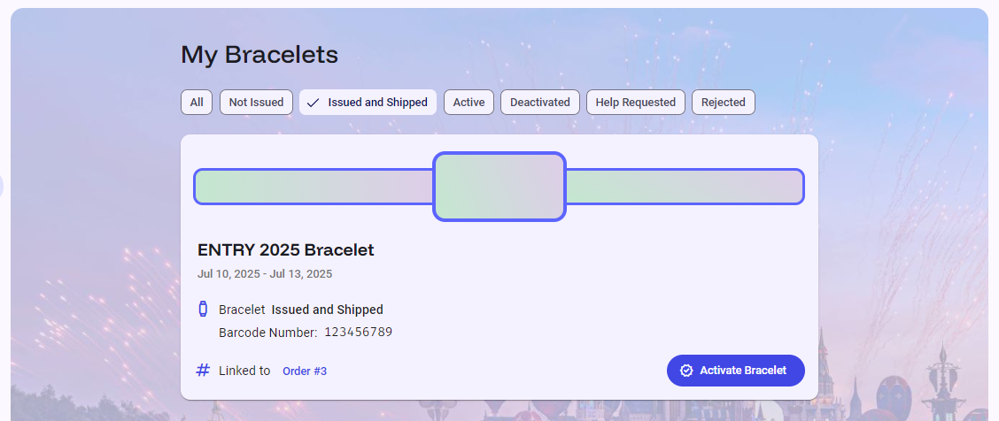 My Bracelets
All Not Issued Issued and Shipped Active Deactivated Help Requested Rejected
ENTRY 2025 Bracelet
Jul 10, 2025 - Jul 13, 2025
Bracelet Issued and Shipped
Barcode Number: 123456789
# Linked to Order #3 Activate Bracelet